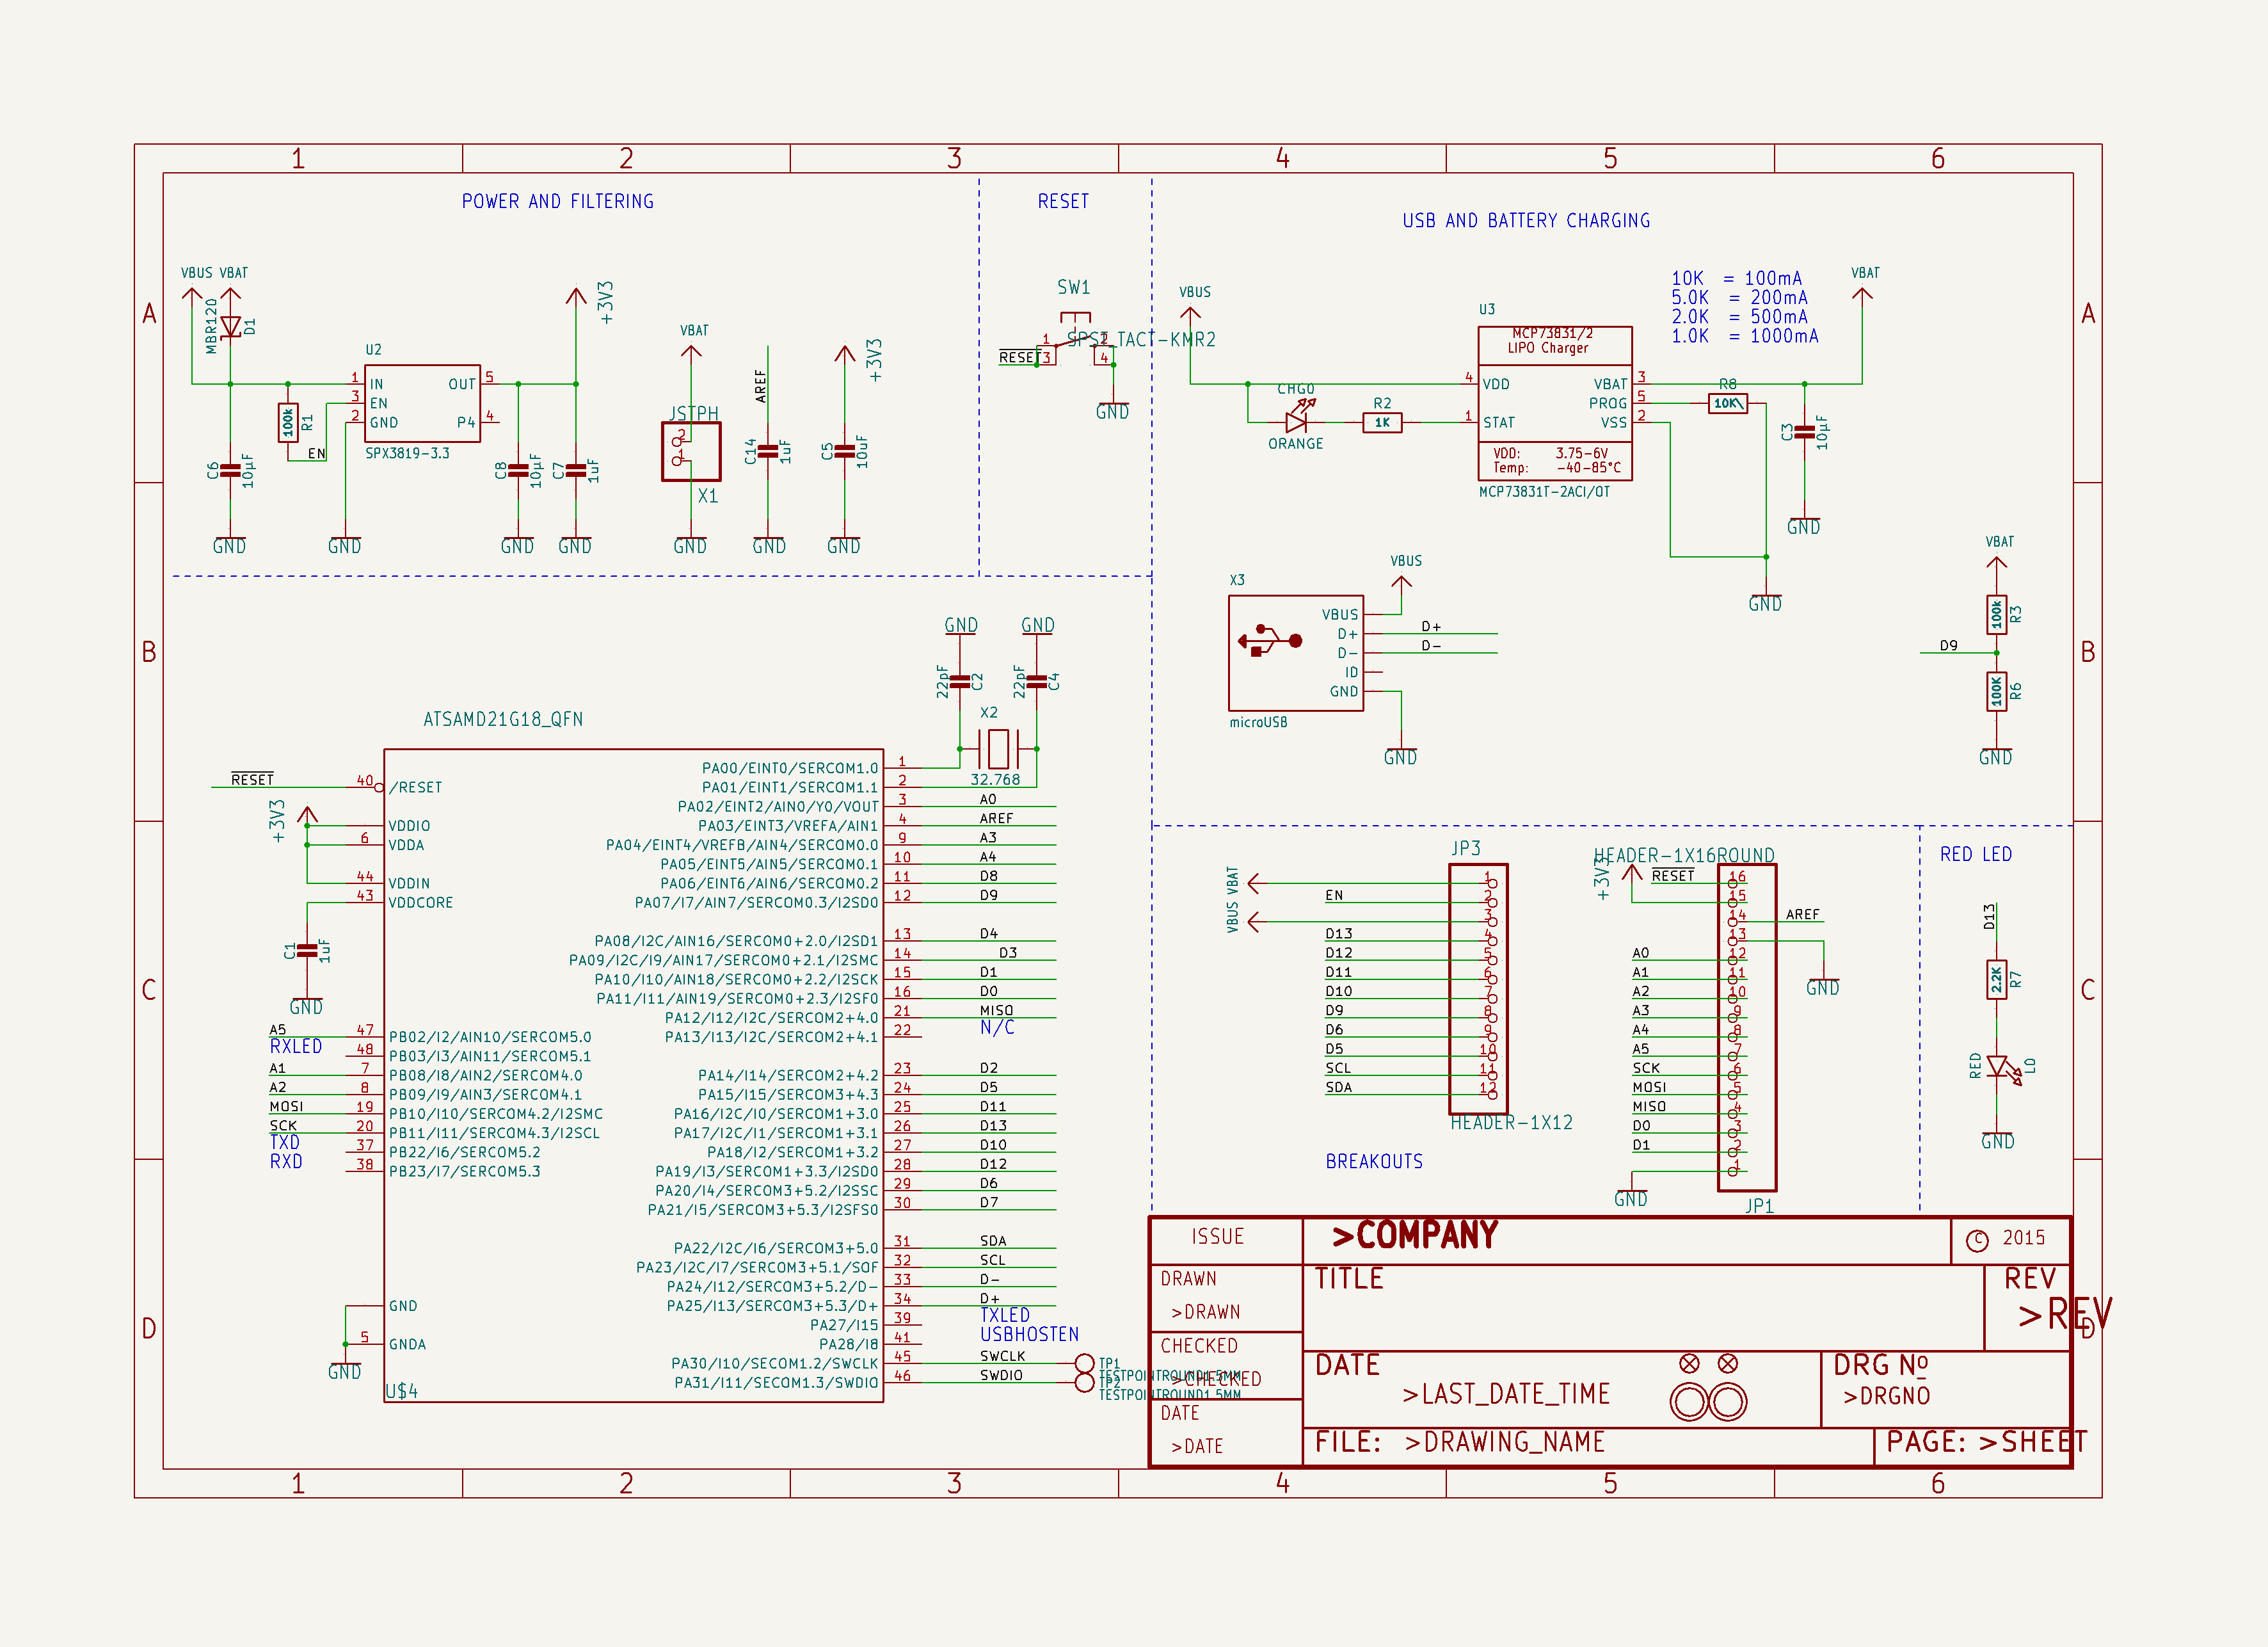 1 2 3 4 5 6
POWER AND FILTERING
RESET
USB AND BATTERY CHARGING
A
A
VBUS VBAT
MBR120
D1
+3V3
U2
1 IN
3 EN
2 GND
OUT 5
P4 4
SPX3819-3.3
100k
R1
EN
C6
10µF
C8
10µF
C7
1uF
GND
GND
GND
GND
VBAT
JSTPH
2
1
X1
GND
AREF
C14
1uF
GND
+3V3
C5
10uF
GND
SW1
SPST_TACT-KMR2
1
2
RESET
3
4
GND
VBUS
CHG0
ORANGE
R2
1K
U3
MCP73831/2
LIPO Charger
4 VDD
1 STAT
VBAT 3
PROG 5
VSS 2
VDD: 3.75-6V
Temp: -40-85°C
MCP73831T-2ACI/OT
10K = 100mA
5.0K = 200mA
2.0K = 500mA
1.0K = 1000mA
VBAT
R8
10K\
C3
10µF
GND
GND
B
B
X3
VBUS
VBUS
D+ D+
D- D-
ID
GND
microUSB
GND
VBAT
100k
R3
D9
100K
R6
GND
GND
GND
22pF
C2
22pF
C4
X2
32.768
ATSAMD21G18_QFN
RESET 40 /RESET
+3V3
VDDIO
6 VDDA
44 VDDIN
43 VDDCORE
C1
1uF
GND
A5 47 PB02/I2/AIN10/SERCOM5.0
RXLED 48 PB03/I3/AIN11/SERCOM5.1
A1 7 PB08/I8/AIN2/SERCOM4.0
A2 8 PB09/I9/AIN3/SERCOM4.1
MOSI 19 PB10/I10/SERCOM4.2/I2SMC
SCK 20 PB11/I11/SERCOM4.3/I2SCL
TXD 37 PB22/I6/SERCOM5.2
RXD 38 PB23/I7/SERCOM5.3
GND
5 GNDA
GND
U$4
PA00/EINT0/SERCOM1.0 1
PA01/EINT1/SERCOM1.1 2
PA02/EINT2/AIN0/Y0/VOUT 3 A0
PA03/EINT3/VREFA/AIN1 4 AREF
PA04/EINT4/VREFB/AIN4/SERCOM0.0 9 A3
PA05/EINT5/AIN5/SERCOM0.1 10 A4
PA06/EINT6/AIN6/SERCOM0.2 11 D8
PA07/I7/AIN7/SERCOM0.3/I2SD0 12 D9
PA08/I2C/AIN16/SERCOM0+2.0/I2SD1 13 D4
PA09/I2C/I9/AIN17/SERCOM0+2.1/I2SMC 14 D3
PA10/I10/AIN18/SERCOM0+2.2/I2SCK 15 D1
PA11/I11/AIN19/SERCOM0+2.3/I2SF0 16 D0
PA12/I12/I2C/SERCOM2+4.0 21 MISO
PA13/I13/I2C/SERCOM2+4.1 22 N/C
PA14/I14/SERCOM2+4.2 23 D2
PA15/I15/SERCOM3+4.3 24 D5
PA16/I2C/I0/SERCOM1+3.0 25 D11
PA17/I2C/I1/SERCOM1+3.1 26 D13
PA18/I2/SERCOM1+3.2 27 D10
PA19/I3/SERCOM1+3.3/I2SD0 28 D12
PA20/I4/SERCOM3+5.2/I2SSC 29 D6
PA21/I5/SERCOM3+5.3/I2SFS0 30 D7
PA22/I2C/I6/SERCOM3+5.0 31 SDA
PA23/I2C/I7/SERCOM3+5.1/SOF 32 SCL
PA24/I12/SERCOM3+5.2/D- 33 D-
PA25/I13/SERCOM3+5.3/D+ 34 D+
PA27/I15 39 TXLED
PA28/I8 41 USBHOSTEN
PA30/I10/SECOM1.2/SWCLK 45 SWCLK
PA31/I11/SECOM1.3/SWDIO 46 SWDIO
TP1
TESTPOINTROUND1.5MM
TP2
TESTPOINTROUND1.5MM
C
C
JP3
VBUS VBAT
1
EN 2
3
D13 4
D12 5
D11 6
D10 7
D9 8
D6 9
D5 10
SCL 11
SDA 12
HEADER-1X12
BREAKOUTS
HEADER-1X16ROUND
+3V3
RESET 16
15
14 AREF
13
GND
A0 12
A1 11
A2 10
A3 9
A4 8
A5 7
SCK 6
MOSI 5
MISO 4
D0 3
D1 2
1
GND
JP1
RED LED
D13
2.2K
R7
RED
L0
GND
D
D
ISSUE
>COMPANY
© 2015
DRAWN
>DRAWN
TITLE
REV
>REV
CHECKED
>CHECKED
DATE
>LAST_DATE_TIME
DRG Nº
>DRGNO
DATE
>DATE
FILE: >DRAWING_NAME
PAGE: >SHEET
1 2 3 4 5 6